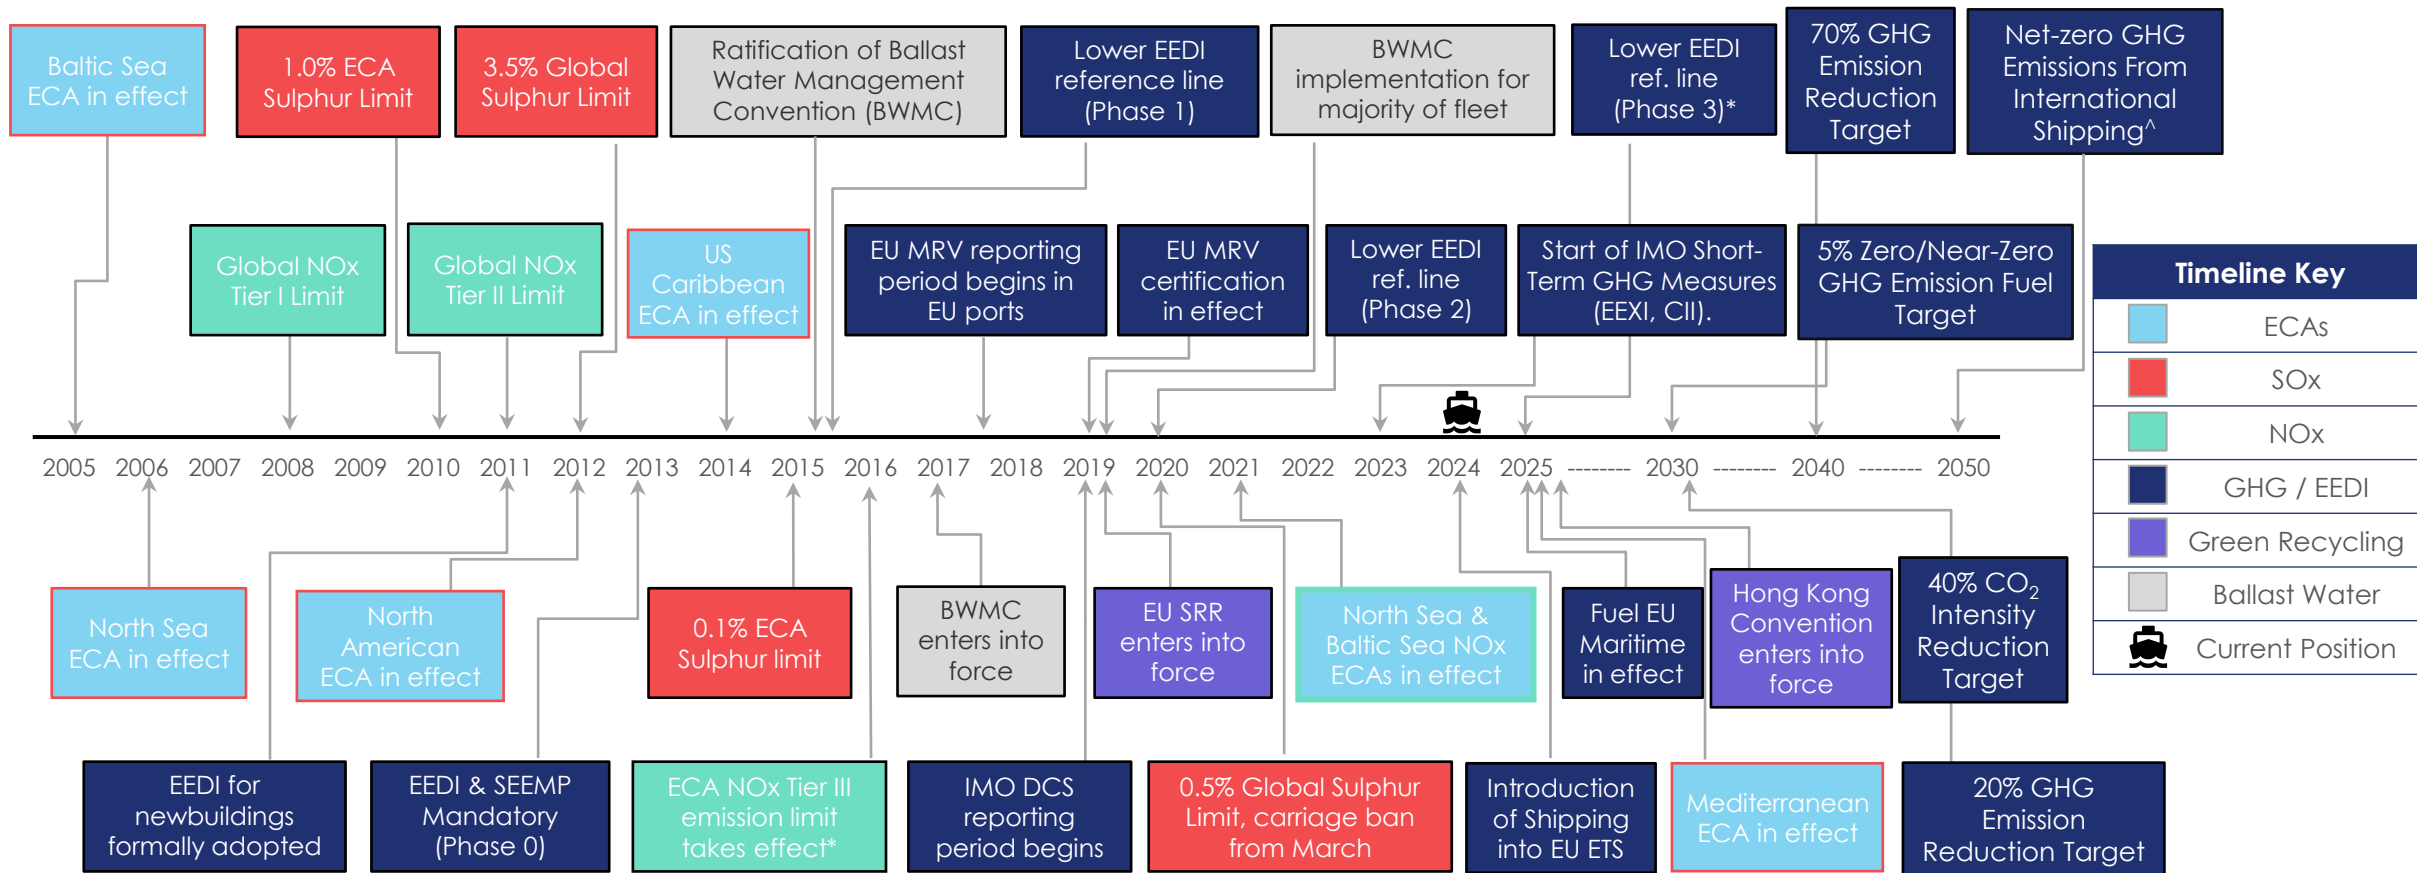 Baltic Sea
ECA in effect
1.0% ECA
Sulphur Limit
3.5% Global
Sulphur Limit
Ratification of Ballast
Water Management
Convention (BWMC)
Lower EEDI
reference line
(Phase 1)
BWMC
implementation for
majority of fleet
Lower EEDI
ref. line
(Phase 3)*
70% GHG
Emission
Reduction
Target
Net-zero GHG
Emissions From
International
Shipping^
Global NOx
Tier I Limit
Global NOx
Tier II Limit
US
Caribbean
ECA in effect
EU MRV reporting
period begins in
EU ports
EU MRV
certification
in effect
Lower EEDI
ref. line
(Phase 2)
Start of IMO Short-
Term GHG Measures
(EEXI, CII).
5% Zero/Near-Zero
GHG Emission Fuel
Target
2005 2006 2007 2008 2009 2010 2011 2012 2013 2014 2015 2016 2017 2018 2019 2020 2021 2022 2023 2024 2025 -------- 2030 -------- 2040 -------- 2050
North Sea
ECA in effect
North
American
ECA in effect
0.1% ECA
Sulphur limit
BWMC
enters into
force
EU SRR
enters into
force
North Sea &
Baltic Sea NOx
ECAs in effect
Fuel EU
Maritime
in effect
Hong Kong
Convention
enters into
force
40% CO₂
Intensity
Reduction
Target
EEDI for
newbuildings
formally adopted
EEDI & SEEMP
Mandatory
(Phase 0)
ECA NOx Tier III
emission limit
takes effect*
IMO DCS
reporting
period begins
0.5% Global Sulphur
Limit, carriage ban
from March
Introduction
of Shipping
into EU ETS
Mediterranean
ECA in effect
20% GHG
Emission
Reduction Target
Timeline Key
ECAs
SOx
NOx
GHG / EEDI
Green Recycling
Ballast Water
Current Position